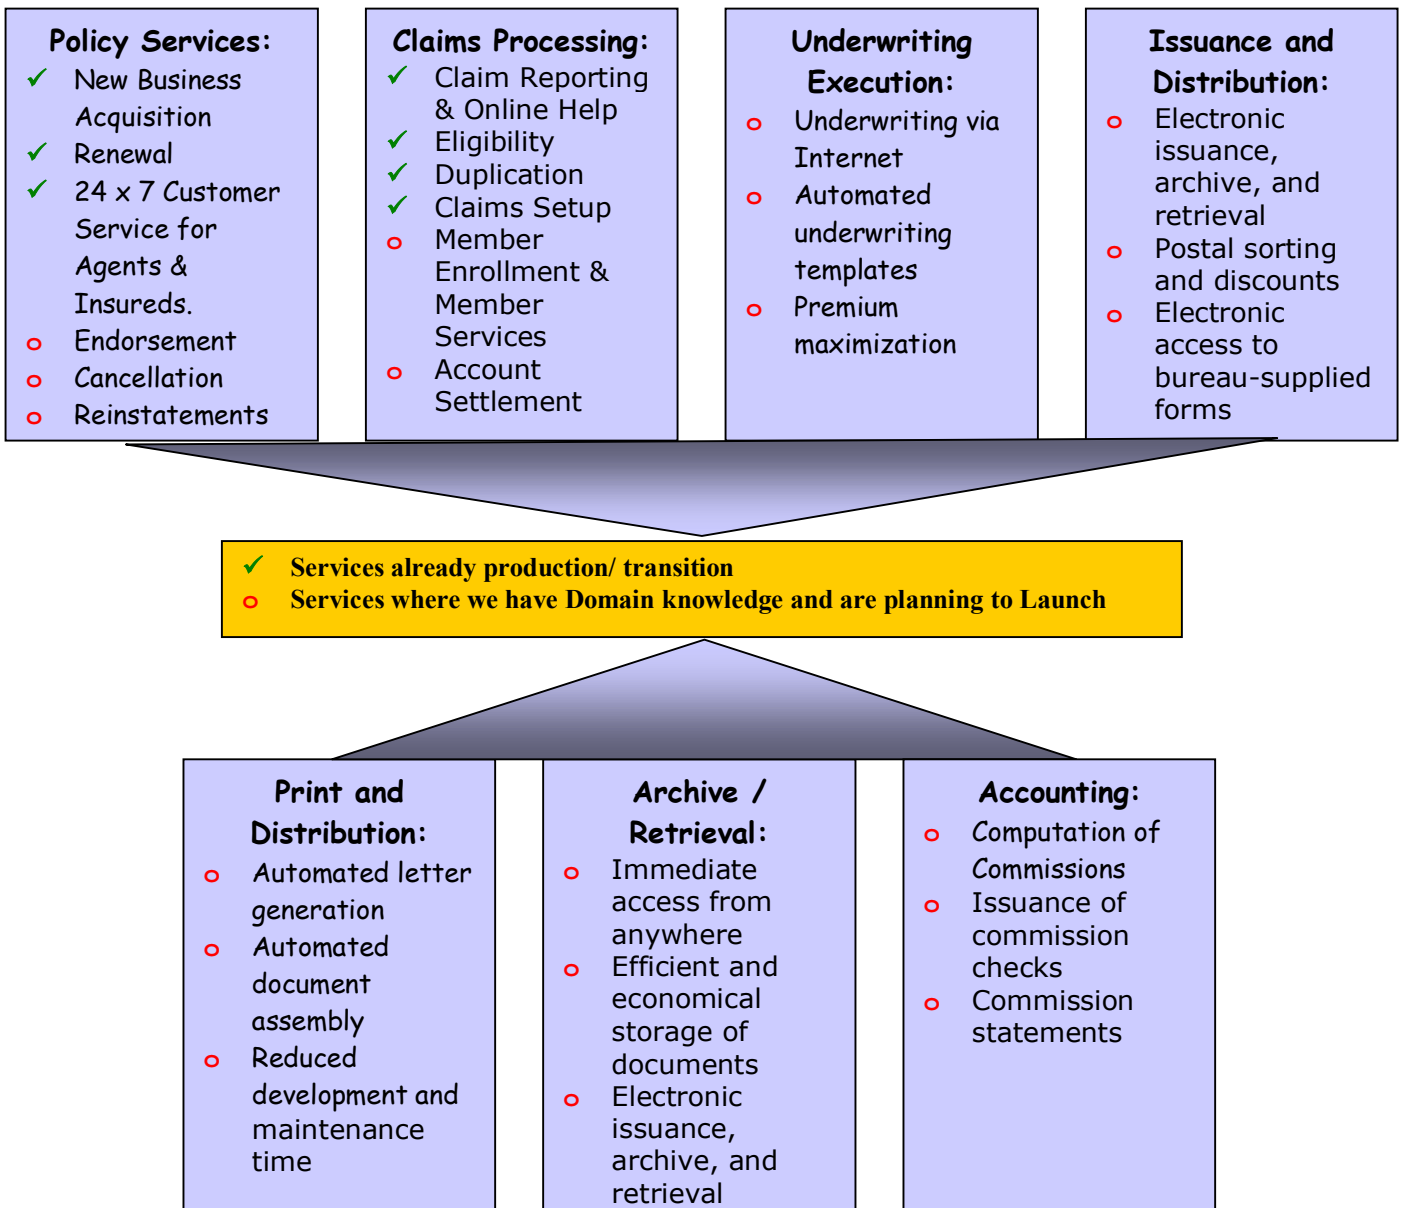 Policy Services:
✓ New Business
Acquisition
✓ Renewal
✓ 24 x 7 Customer
Service for
Agents &
Insureds.
o Endorsement
o Cancellation
o Reinstatements
Claims Processing:
✓ Claim Reporting
& Online Help
✓ Eligibility
✓ Duplication
✓ Claims Setup
o Member
Enrollment &
Member
Services
o Account
Settlement
Underwriting
Execution:
o Underwriting via
Internet
o Automated
underwriting
templates
o Premium
maximization
Issuance and
Distribution:
o Electronic
issuance,
archive, and
retrieval
o Postal sorting
and discounts
o Electronic
access to
bureau-supplied
forms
✓ Services already production/ transition
o Services where we have Domain knowledge and are planning to Launch
Print and
Distribution:
o Automated letter
generation
o Automated
document
assembly
o Reduced
development and
maintenance
time
Archive /
Retrieval:
o Immediate
access from
anywhere
o Efficient and
economical
storage of
documents
o Electronic
issuance,
archive, and
retrieval
Accounting:
o Computation of
Commissions
o Issuance of
commission
checks
o Commission
statements